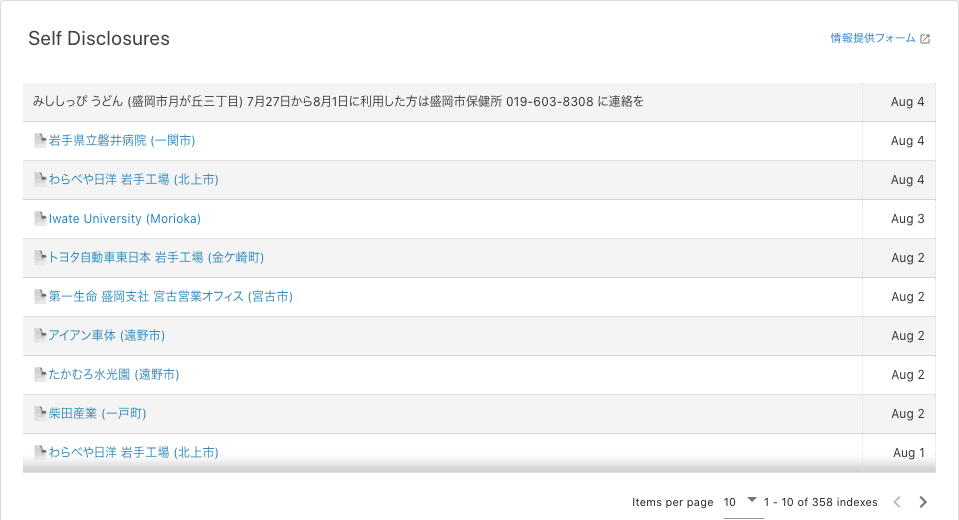 Self Disclosures
情報提供フォーム
みししっぴ うどん (盛岡市月が丘三丁目) 7月27日から8月1日に利用した方は盛岡市保健所 019-603-8308 に連絡を Aug 4
岩手県立磐井病院 (一関市) Aug 4
わらべや日洋 岩手工場 (北上市) Aug 4
Iwate University (Morioka) Aug 3
トヨタ自動車東日本 岩手工場 (金ケ崎町) Aug 2
第一生命 盛岡支社 宮古営業オフィス (宮古市) Aug 2
アイアン車体 (遠野市) Aug 2
たかむろ水光園 (遠野市) Aug 2
柴田産業 (一戸町) Aug 2
わらべや日洋 岩手工場 (北上市) Aug 1
Items per page 10 1 - 10 of 358 indexes